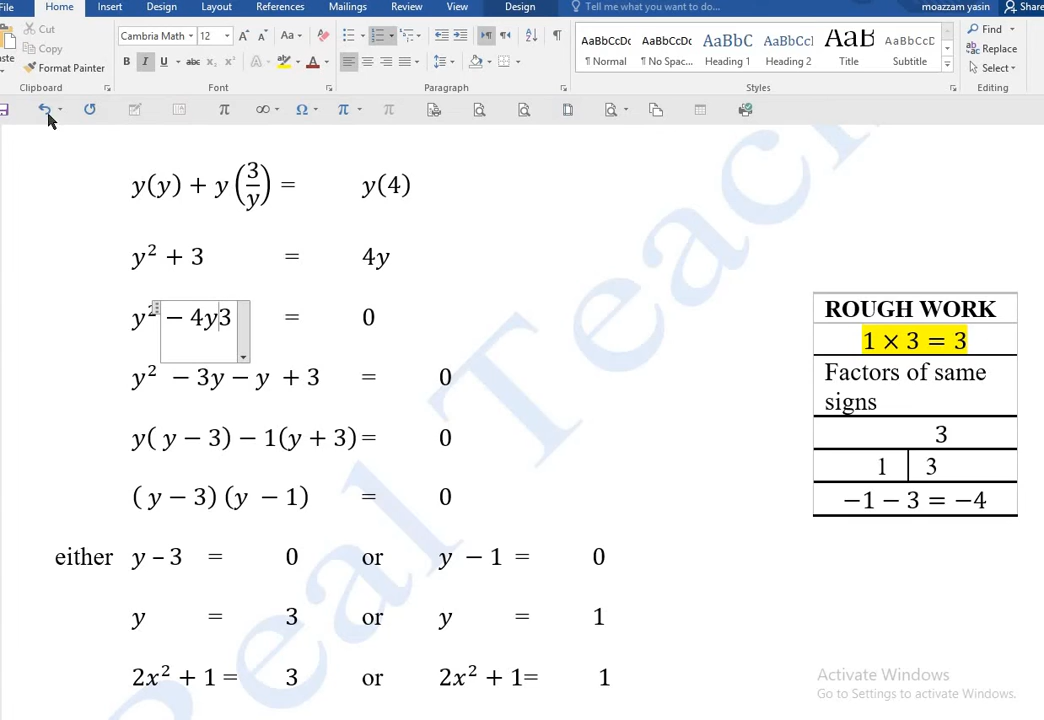 File Home Insert Design Layout References Mailings Review View Design Tell me what you want to do... moazzam yasin Share
Cut
Copy
Format Painter
Clipboard
Cambria Math 12
Font
Paragraph
AaBbCcDc AaBbCcDc AaBbC AaBbCcI AaB AaBbCcDc
¶ Normal ¶ No Spac... Heading 1 Heading 2 Title Subtitle
Styles
Find
Replace
Select
Editing
y(y) + y(3/y) = y(4)
y² + 3 = 4y
y² − 4y3 = 0
y² − 3y − y + 3 = 0
y( y − 3) − 1(y + 3) = 0
( y − 3) (y − 1) = 0
either y – 3 = 0 or y − 1 = 0
y = 3 or y = 1
2x² + 1 = 3 or 2x² + 1= 1
ROUGH WORK
1 × 3 = 3
Factors of same
signs
3
1 3
−1 − 3 = −4
Activate Windows
Go to Settings to activate Windows.